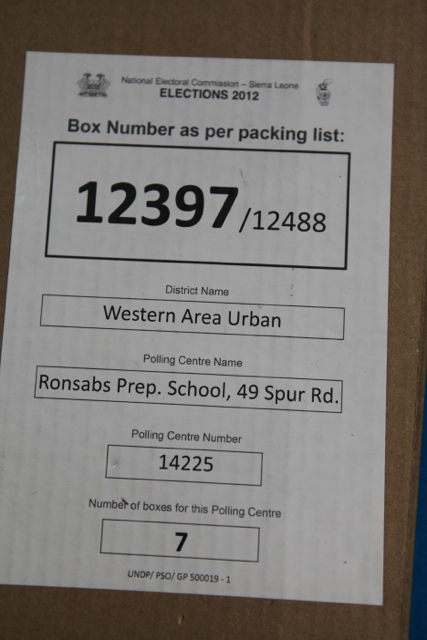 National Electoral Commission – Sierra Leone
ELECTIONS 2012
Box Number as per packing list:
12397/12488
District Name
Western Area Urban
Polling Centre Name
Ronsabs Prep. School, 49 Spur Rd.
Polling Centre Number
14225
Number of boxes for this Polling Centre
7
UNDP/ PSO/ GP 500019 - 1